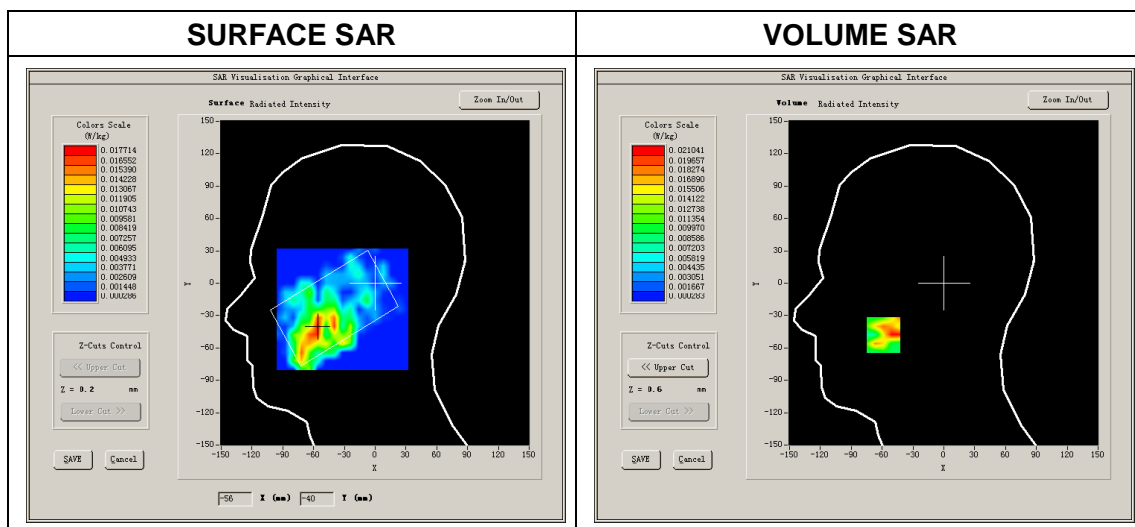 SURFACE SAR
VOLUME SAR
SAR Visualisation Graphical Interface
Surface Radiated Intensity
Zoom In/Out
Colors Scale
(W/kg)
0.017714
0.016552
0.015390
0.014228
0.013067
0.011905
0.010743
0.009581
0.008419
0.007257
0.006095
0.004933
0.003771
0.002609
0.001448
0.000286
Z-Cuts Control
<< Upper Cut
Z = 0.2 mm
Lower Cut >>
SAVE
Cancel
150
120
90
60
30
0
-30
-60
-90
-120
-150
Y
-150 -120 -90 -60 -30 0 30 60 90 120 150
X
-56 X (mm) -40 Y (mm)
SAR Visualisation Graphical Interface
Volume Radiated Intensity
Zoom In/Out
Colors Scale
(W/kg)
0.021041
0.019657
0.018274
0.016890
0.015506
0.014122
0.012738
0.011354
0.009970
0.008586
0.007203
0.005819
0.004435
0.003051
0.001667
0.000283
Z-Cuts Control
<< Upper Cut
Z = 0.6 mm
Lower Cut >>
SAVE
Cancel
150
120
90
60
30
0
-30
-60
-90
-120
-150
Y
-150 -120 -90 -60 -30 0 30 60 90 120 150
X